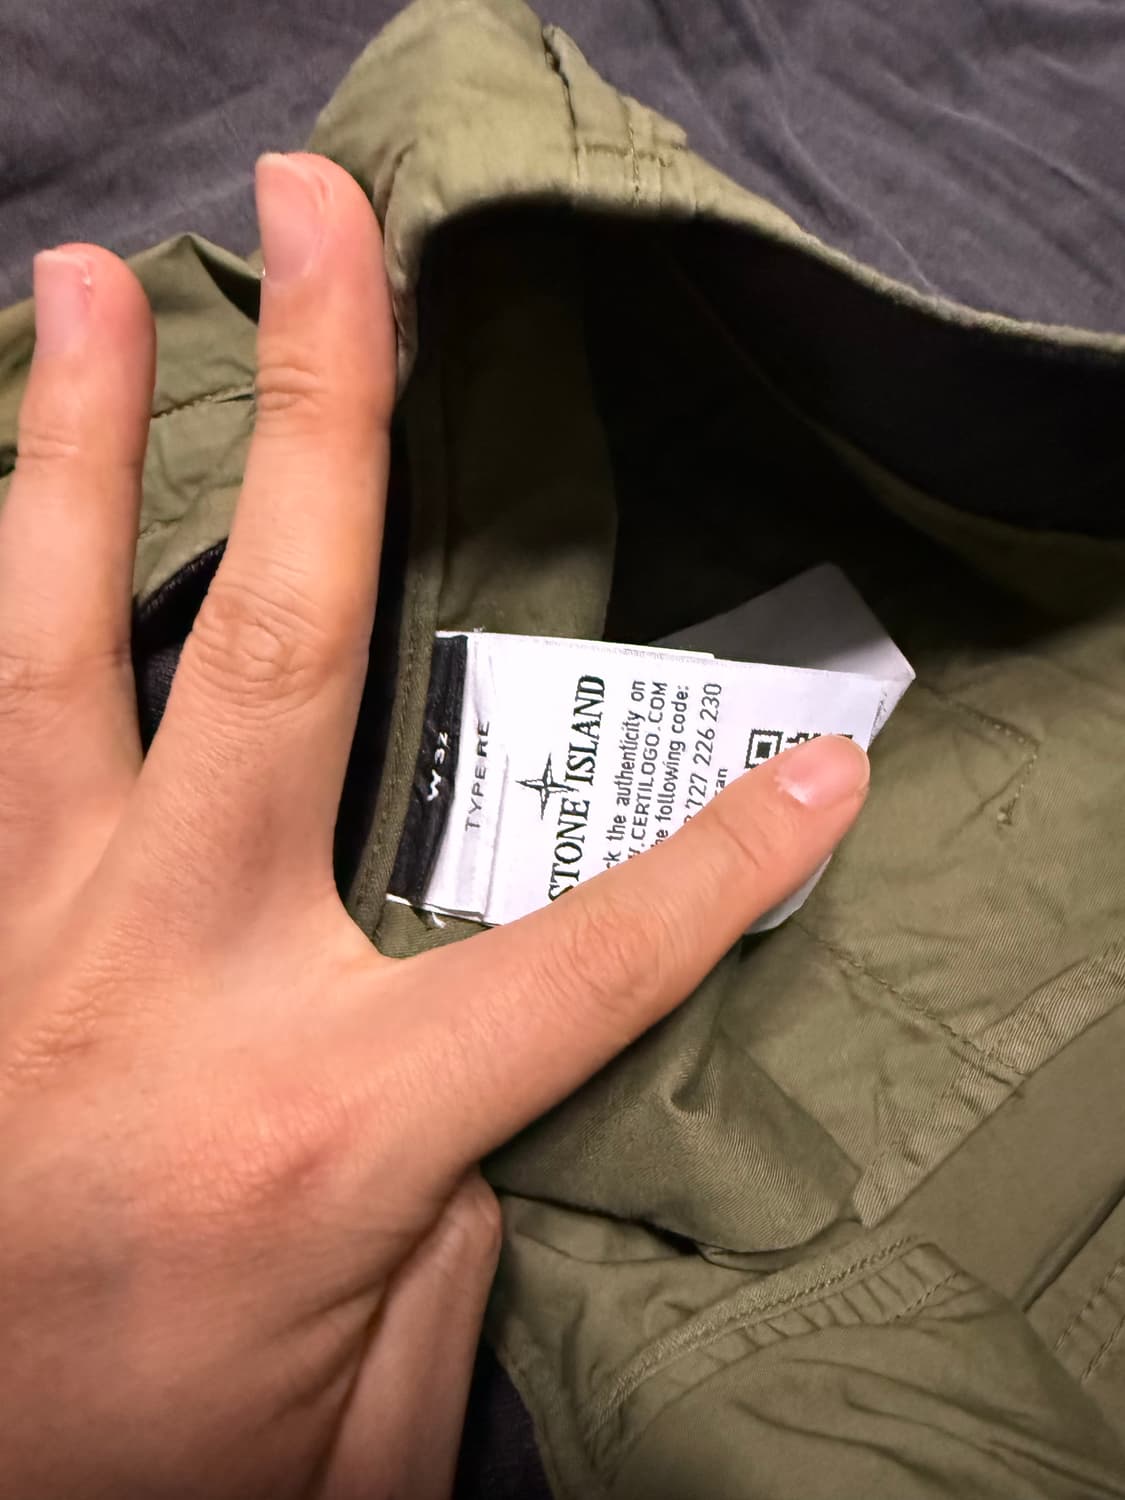 W32
TYPE RE
STONE ISLAND
the authenticity on
.CERTILOGO.COM
following code:
727 226 230